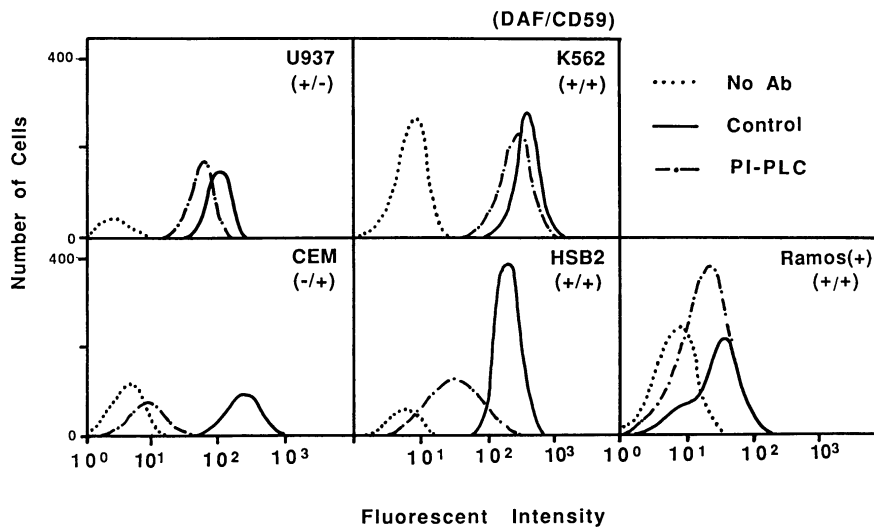 (DAF/CD59)
Number of Cells
400
0
U937
(+/-)
K562
(+/+)
No Ab
Control
PI-PLC
400
0
CEM
(-/+)
HSB2
(+/+)
Ramos(+)
(+/+)
10⁰ 10¹ 10² 10³
10¹ 10² 10³
10⁰ 10¹ 10² 10³
Fluorescent Intensity